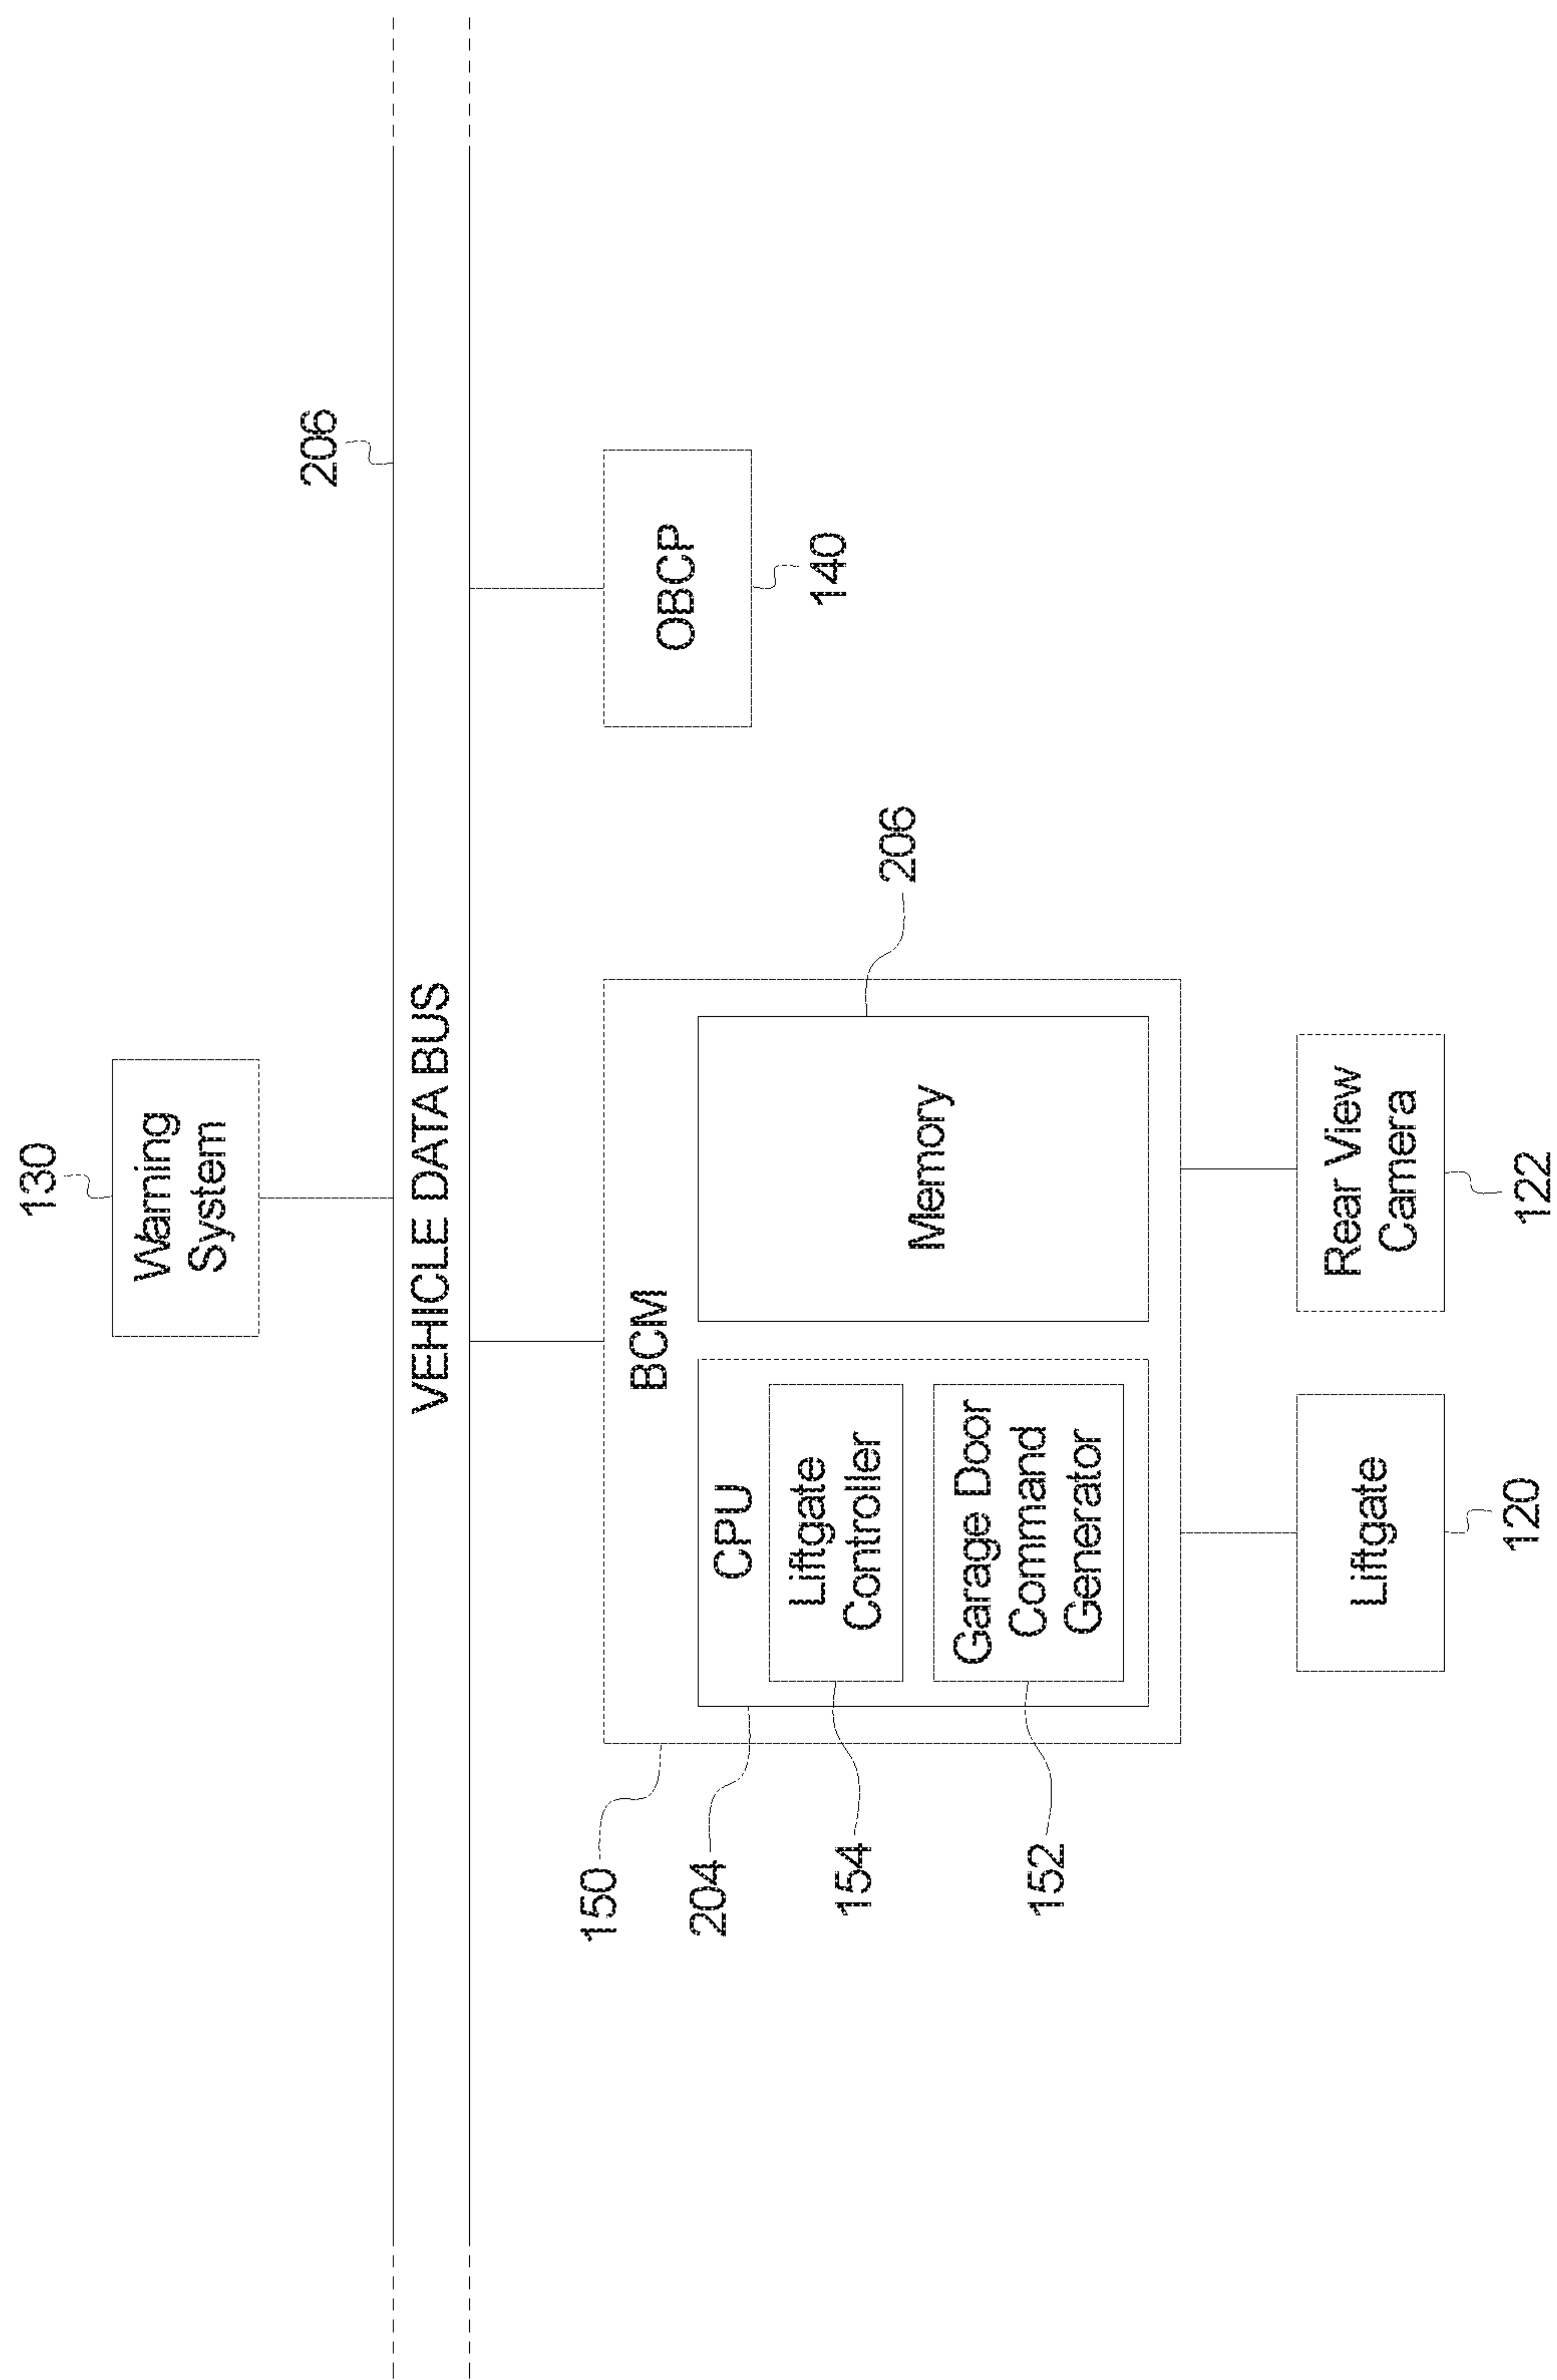 130
Warning
System
206
VEHICLE DATA BUS
150
BCM
204
CPU
154
Liftgate
Controller
152
Garage Door
Command
Generator
Memory
206
OBCP
140
Liftgate
120
Rear View
Camera
122